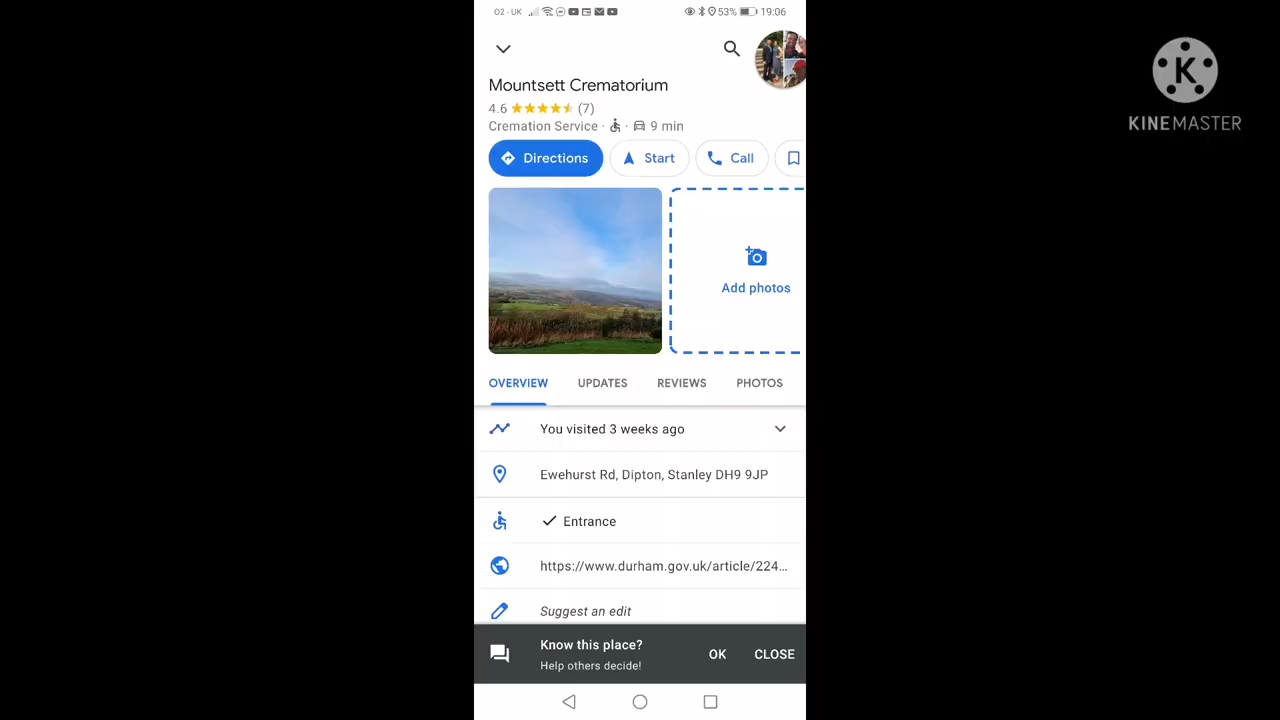 O2 - UK 53% 19:06
Mountsett Crematorium
4.6 (7)
Cremation Service · · 9 min
Directions Start Call
Add photos
OVERVIEW UPDATES REVIEWS PHOTOS
You visited 3 weeks ago
Ewehurst Rd, Dipton, Stanley DH9 9JP
Entrance
https://www.durham.gov.uk/article/224...
Suggest an edit
Know this place?
Help others decide!
OK CLOSE
K
KINEMASTER